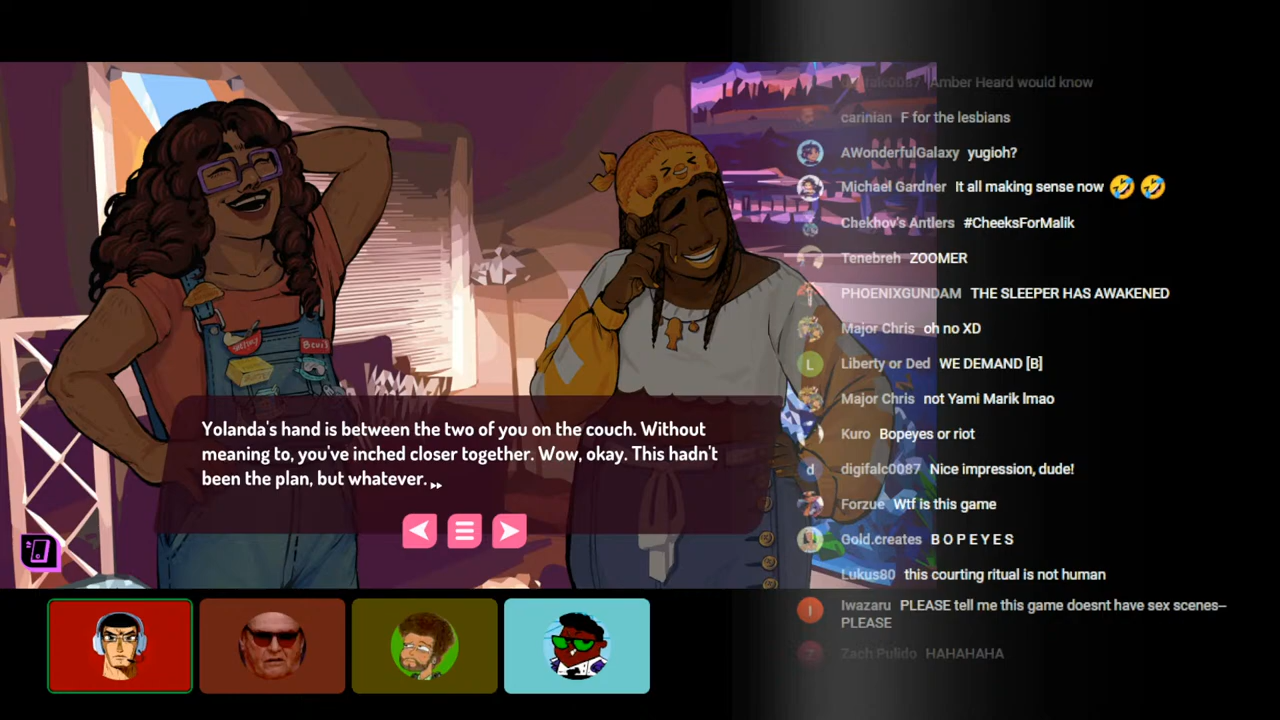 Amber Heard would know
carinian F for the lesbians
AWonderfulGalaxy yugioh?
Michael Gardner It all making sense now 🤣 🤣
Chekhov's Antlers #CheeksForMalik
Tenebreh ZOOMER
PHOENIXGUNDAM THE SLEEPER HAS AWAKENED
Major Chris oh no XD
Liberty or Ded WE DEMAND [B]
Major Chris not Yami Marik lmao
Kuro Bopeyes or riot
digifalc0087 Nice impression, dude!
Forzue Wtf is this game
Gold.creates B O P E Y E S
Lukus80 this courting ritual is not human
Iwazaru PLEASE tell me this game doesnt have sex scenes--
PLEASE
Zach Pulido HAHAHAHA
Yolanda's hand is between the two of you on the couch. Without
meaning to, you've inched closer together. Wow, okay. This hadn't
been the plan, but whatever.
L
d
I
Z